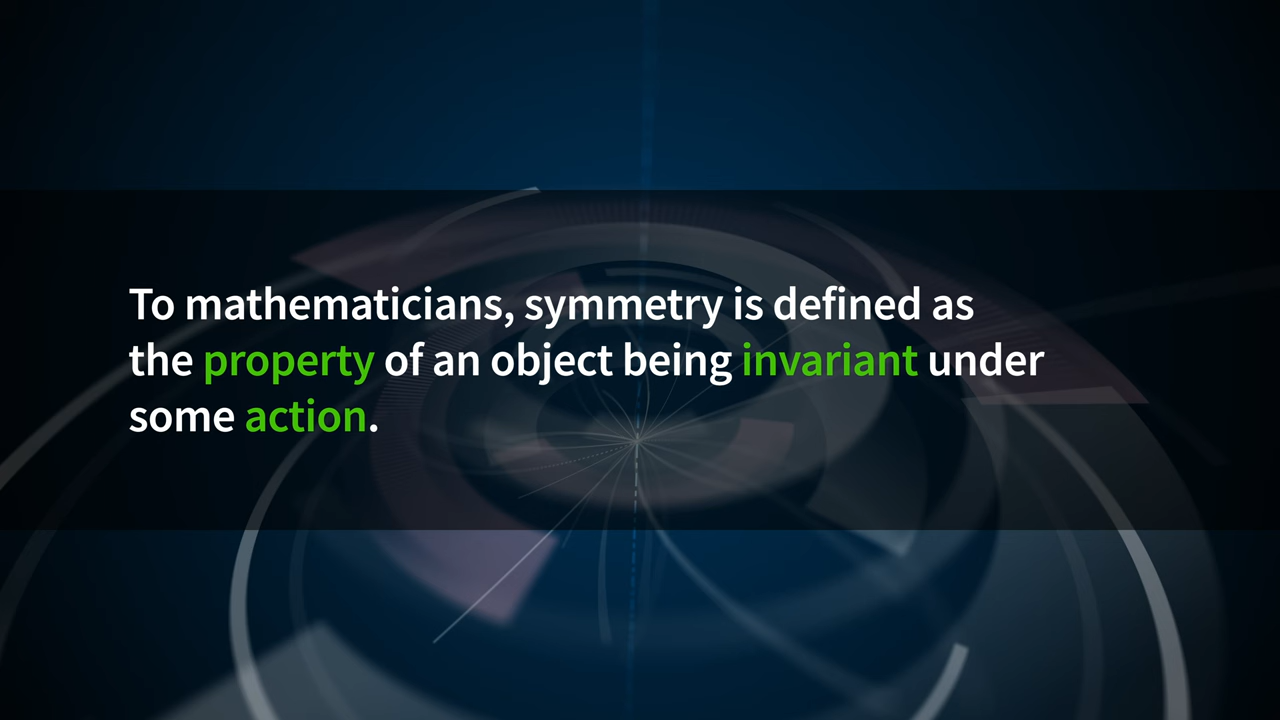 To mathematicians, symmetry is defined as
the property of an object being invariant under
some action.